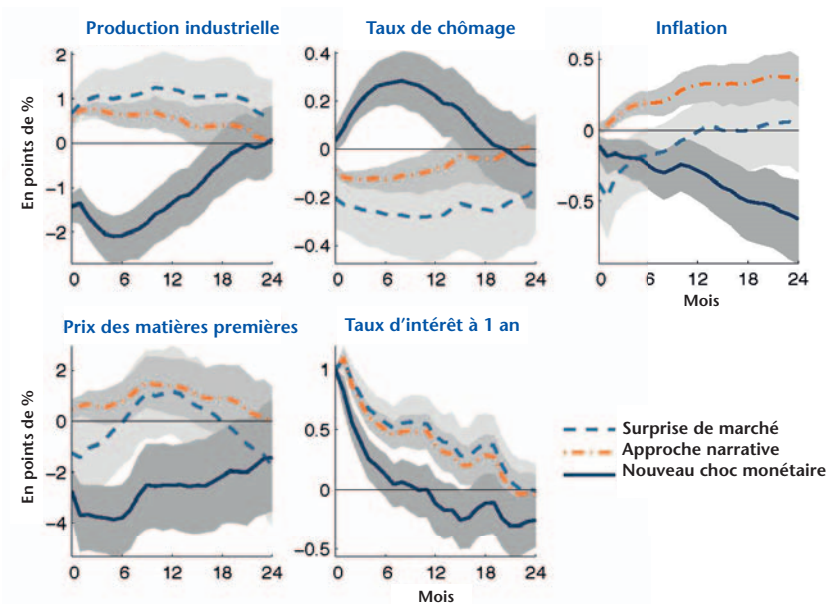 Production industrielle
Taux de chômage
Inflation
En points de %
2
1
0
−1
−2
0 6 12 18 24
0.4
0.2
0
−0.2
−0.4
0 6 12 18 24
0.5
0
−0.5
0 6 12 18 24
Mois
Prix des matières premières
Taux d'intérêt à 1 an
En points de %
2
0
−2
−4
0 6 12 18 24
1
0.5
0
−0.5
0 6 12 18 24
Mois
Surprise de marché
Approche narrative
Nouveau choc monétaire